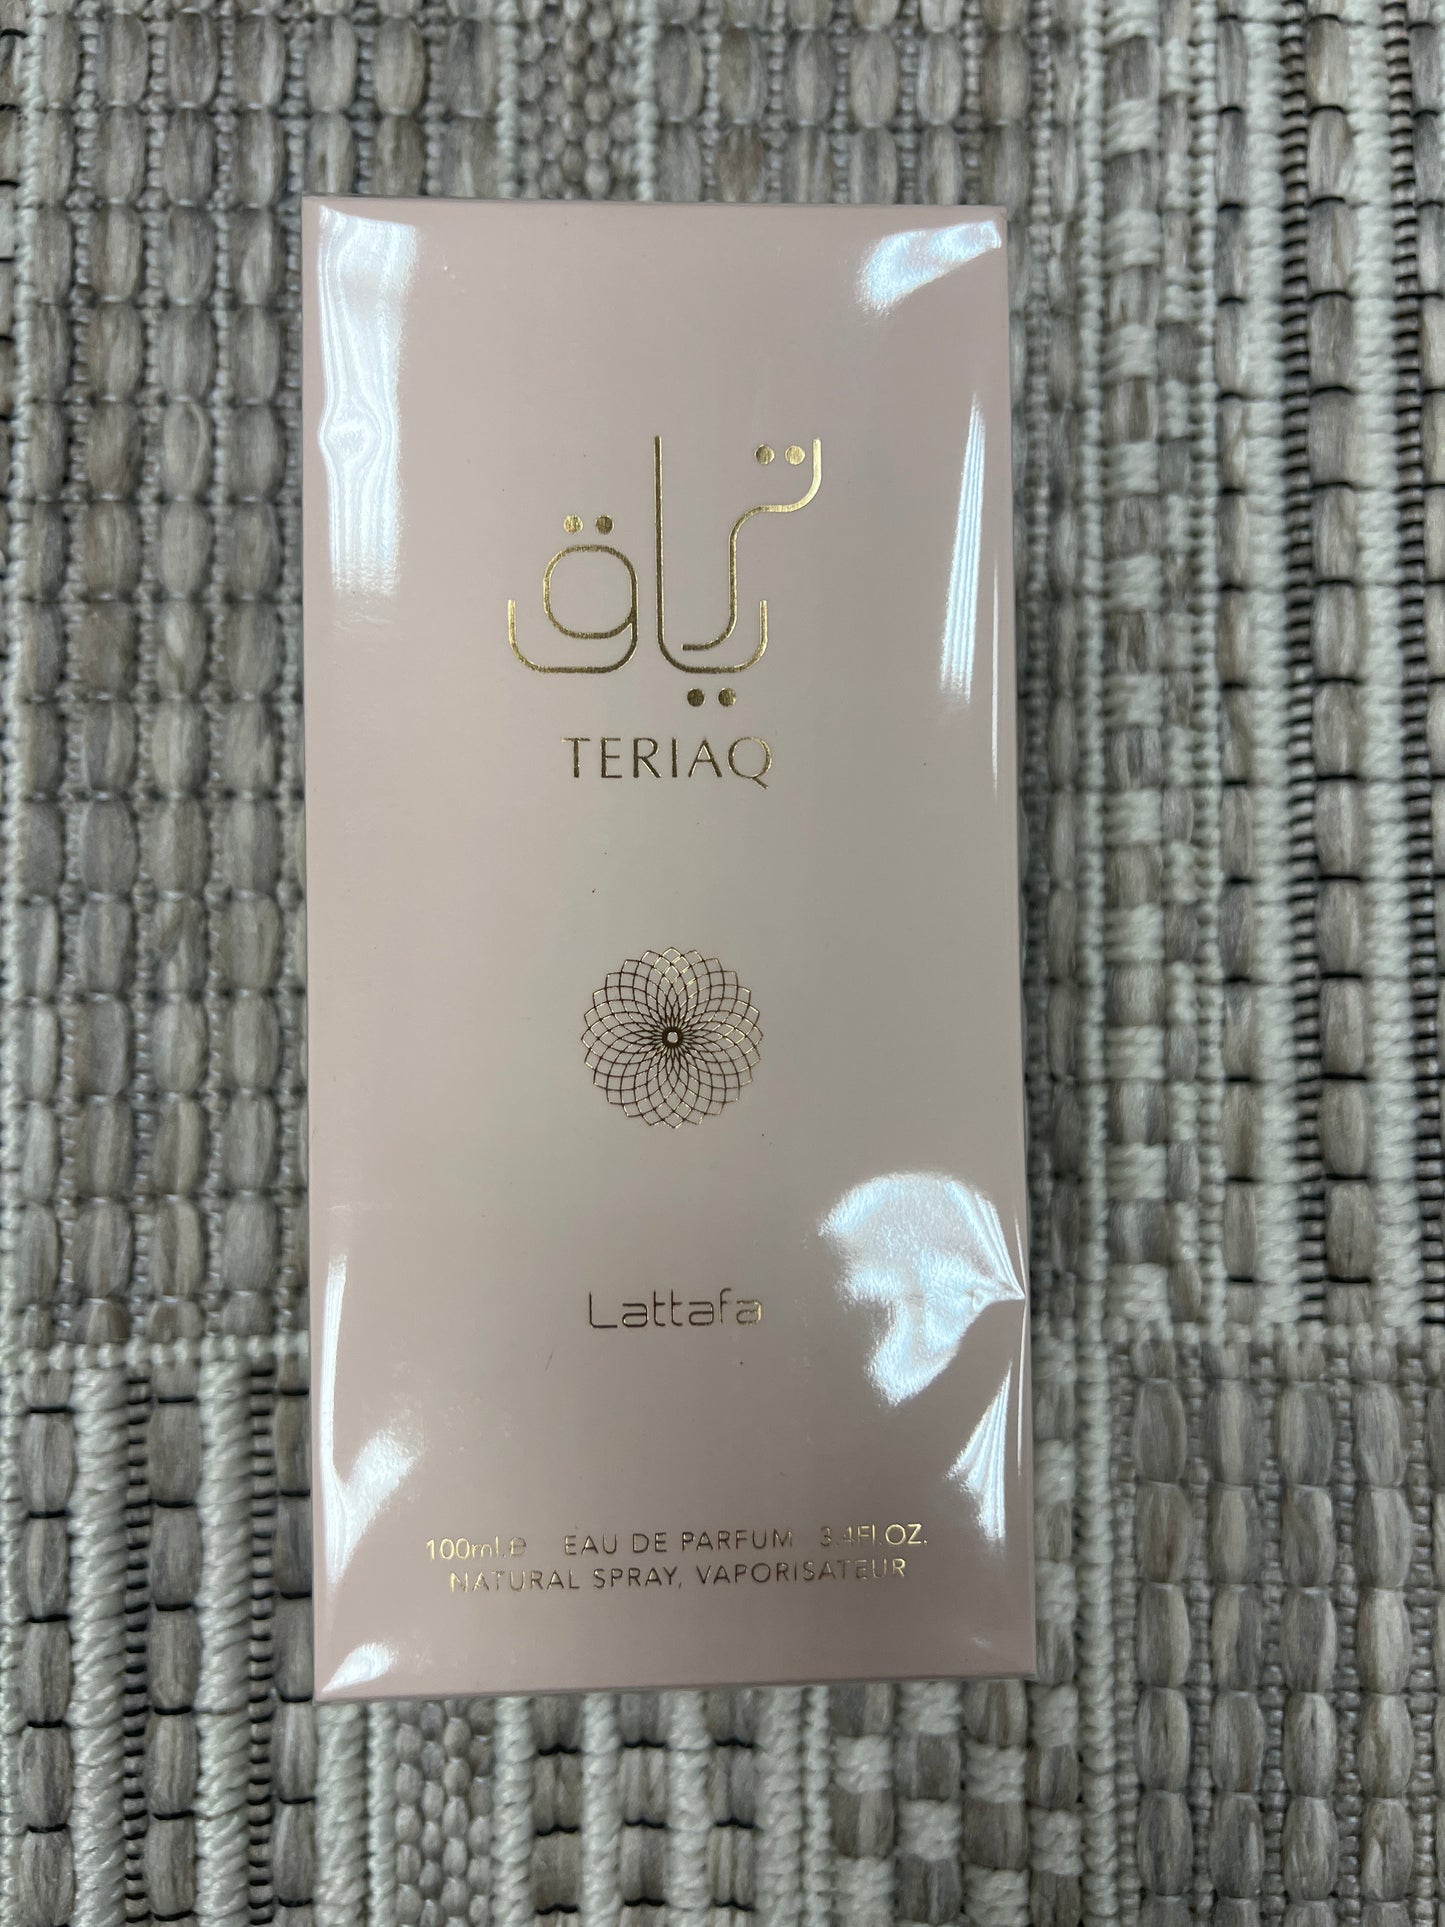 ترياق
TERIAQ
Lattafa
100ml.e EAU DE PARFUM 3.4Fl.OZ.
NATURAL SPRAY, VAPORISATEUR